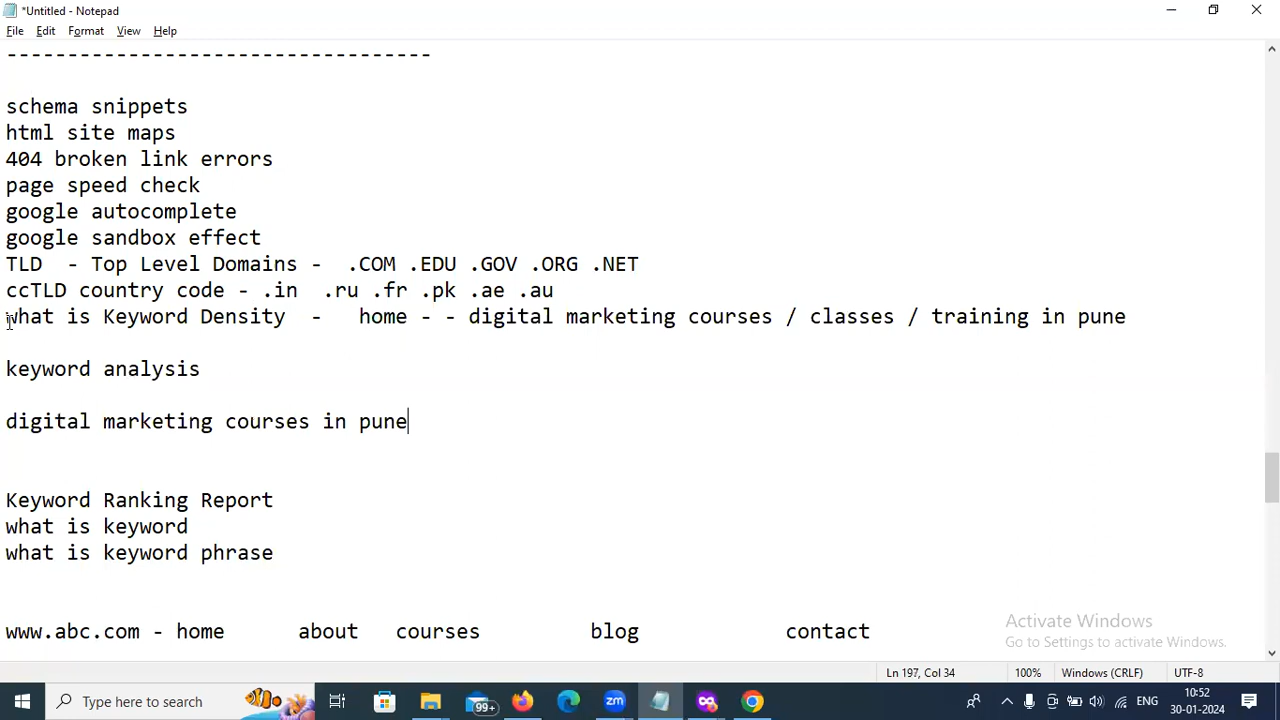 *Untitled - Notepad
File Edit Format View Help
-----------------------------------
schema snippets
html site maps
404 broken link errors
page speed check
google autocomplete
google sandbox effect
TLD  - Top Level Domains -  .COM .EDU .GOV .ORG .NET
ccTLD country code - .in  .ru .fr .pk .ae .au
what is Keyword Density  -   home - - digital marketing courses / classes / training in pune
keyword analysis
digital marketing courses in pune
Keyword Ranking Report
what is keyword
what is keyword phrase
www.abc.com - home      about   courses         blog            contact
Activate Windows
Go to Settings to activate Windows.
Ln 197, Col 34 100% Windows (CRLF) UTF-8
Type here to search 99+ ENG 10:52
30-01-2024